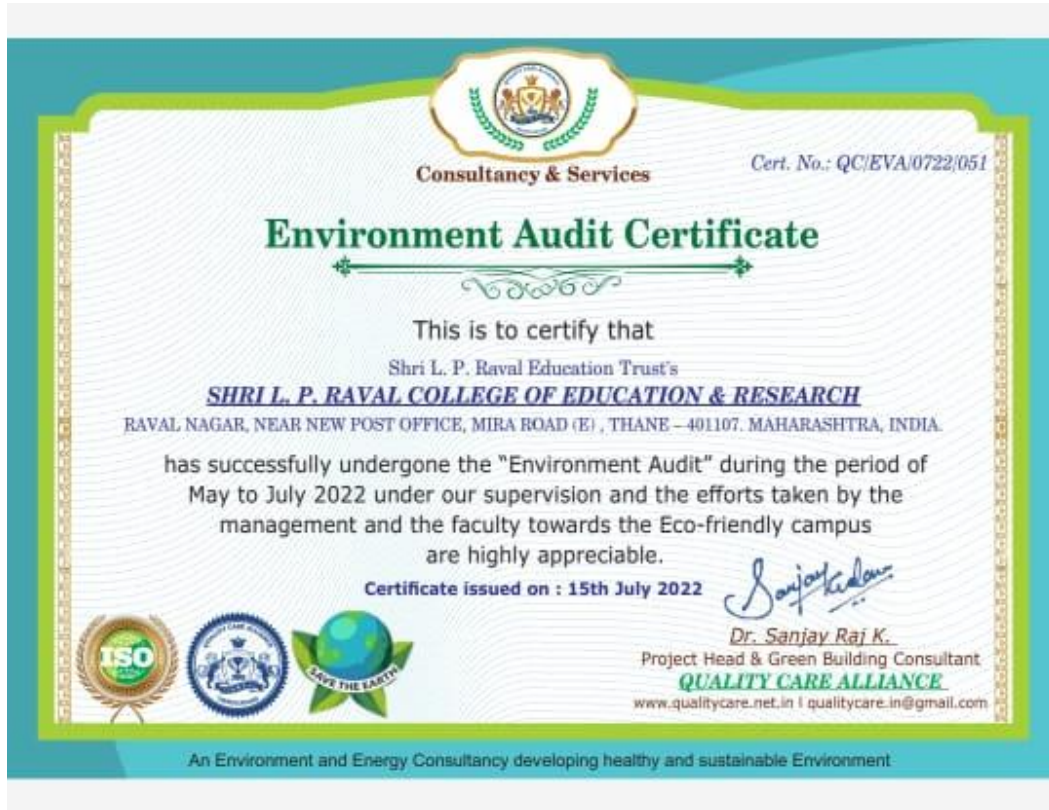 Consultancy & Services
Cert. No.: QC/EVA/0722/051
Environment Audit Certificate
This is to certify that
Shri L. P. Raval Education Trust's
SHRI L. P. RAVAL COLLEGE OF EDUCATION & RESEARCH
RAVAL NAGAR, NEAR NEW POST OFFICE, MIRA ROAD (E) , THANE – 401107. MAHARASHTRA, INDIA.
has successfully undergone the “Environment Audit” during the period of
May to July 2022 under our supervision and the efforts taken by the
management and the faculty towards the Eco-friendly campus
are highly appreciable.
Certificate issued on : 15th July 2022
Dr. Sanjay Raj K.
Project Head & Green Building Consultant
QUALITY CARE ALLIANCE
www.qualitycare.net.in I qualitycare.in@gmail.com
ISO
QUALITY CARE ALLIANCE
SAVE THE EARTH
An Environment and Energy Consultancy developing healthy and sustainable Environment